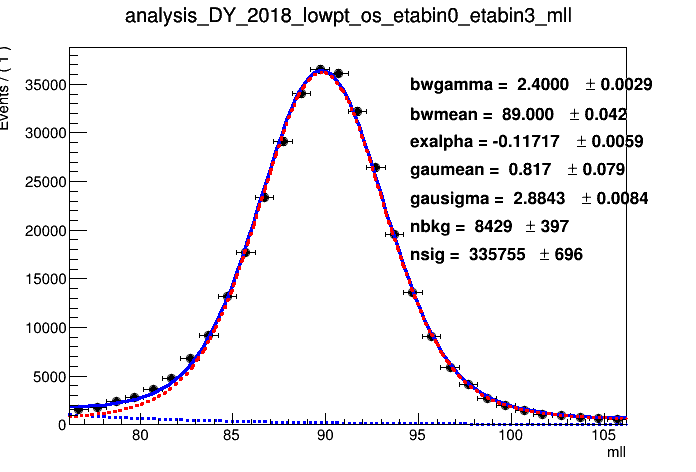 analysis_DY_2018_lowpt_os_etabin0_etabin3_mll
Events / ( 1 )
35000
30000
25000
20000
15000
10000
5000
0
bwgamma = 2.4000 ± 0.0029
bwmean = 89.000 ± 0.042
exalpha = -0.11717 ± 0.0059
gaumean = 0.817 ± 0.079
gausigma = 2.8843 ± 0.0084
nbkg = 8429 ± 397
nsig = 335755 ± 696
80 85 90 95 100 105
mll